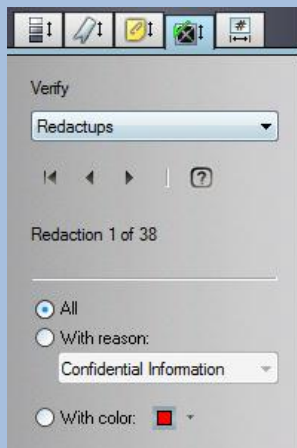 #
Verify
Redactups
?
Redaction 1 of 38
All
With reason:
Confidential Information
With color: